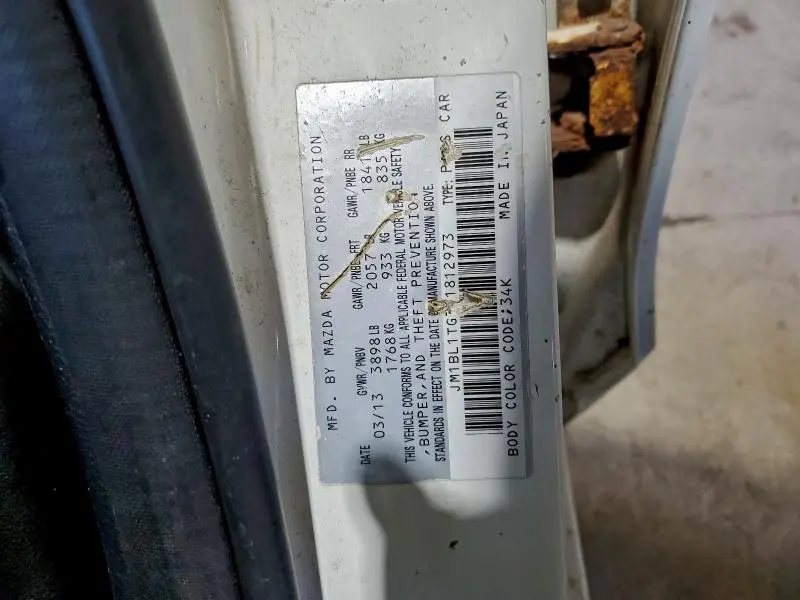 MFD. BY MAZDA MOTOR CORPORATION
DATE GVWR/PNBV GAWR/PNBE FRT GAWR/PNBE RR
03/13 3898LB 2057 LB LB
1768KG 933 KG 835 KG
THIS VEHICLE CONFORMS TO ALL APPLICABLE FEDERAL MOTOR VEHICLE SAFETY
,BUMPER,AND THEFT PREVENTION
STANDARDS IN EFFECT ON THE DATE OF MANUFACTURE SHOWN ABOVE.
TYPE: CAR
BODY COLOR CODE;34K MADE IN JAPAN